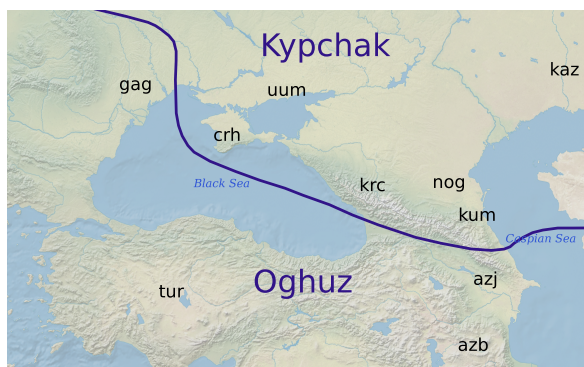 Kypchak
kaz
gag
uum
crh
Black Sea
krc
nog
kum
Caspian Sea
Oghuz
tur
azj
azb